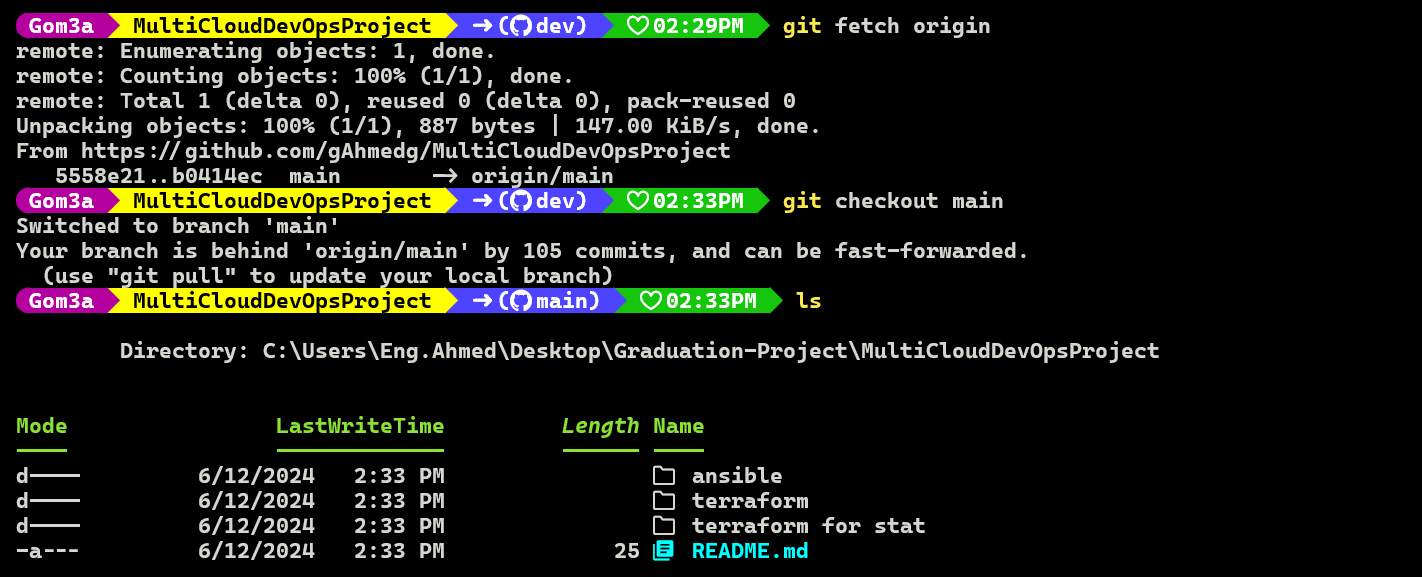 Gom3a MultiCloudDevOpsProject →(dev) ♡02:29PM git fetch origin
remote: Enumerating objects: 1, done.
remote: Counting objects: 100% (1/1), done.
remote: Total 1 (delta 0), reused 0 (delta 0), pack-reused 0
Unpacking objects: 100% (1/1), 887 bytes | 147.00 KiB/s, done.
From https://github.com/gAhmedg/MultiCloudDevOpsProject
   5558e21..b0414ec  main       -> origin/main
Gom3a MultiCloudDevOpsProject →(dev) ♡02:33PM git checkout main
Switched to branch 'main'
Your branch is behind 'origin/main' by 105 commits, and can be fast-forwarded.
  (use "git pull" to update your local branch)
Gom3a MultiCloudDevOpsProject →(main) ♡02:33PM ls
        Directory: C:\Users\Eng.Ahmed\Desktop\Graduation-Project\MultiCloudDevOpsProject
Mode                LastWriteTime         Length Name
----                -------------         ------ ----
d----         6/12/2024   2:33 PM                ansible
d----         6/12/2024   2:33 PM                terraform
d----         6/12/2024   2:33 PM                terraform for stat
-a---         6/12/2024   2:33 PM             25 README.md